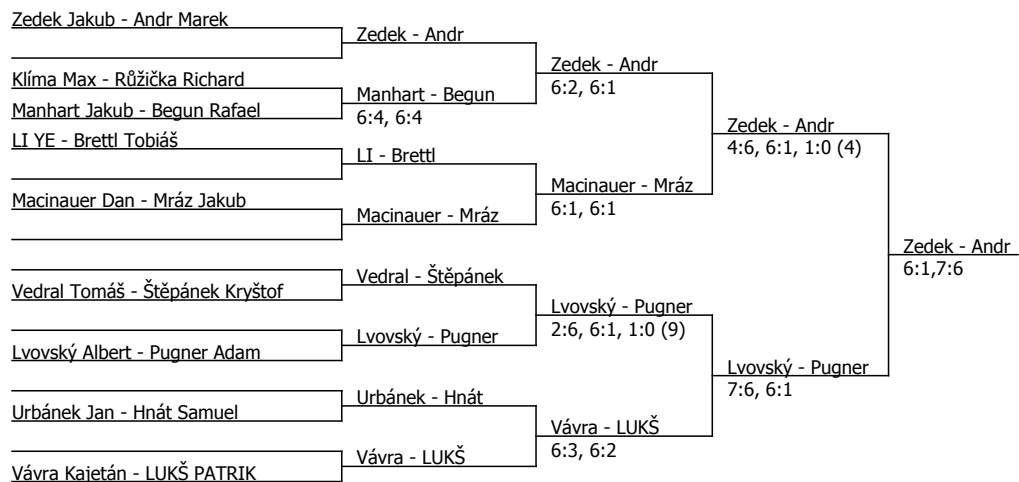 Zedek Jakub - Andr Marek
Klíma Max - Růžička Richard
Manhart Jakub - Begun Rafael
LI YE - Brettl Tobiáš
Macinauer Dan - Mráz Jakub
Vedral Tomáš - Štěpánek Kryštof
Lvovský Albert - Pugner Adam
Urbánek Jan - Hnát Samuel
Vávra Kajetán - LUKŠ PATRIK
Zedek - Andr
Manhart - Begun
6:4, 6:4
LI - Brettl
Macinauer - Mráz
Vedral - Štěpánek
Lvovský - Pugner
Urbánek - Hnát
Vávra - LUKŠ
Zedek - Andr
6:2, 6:1
Macinauer - Mráz
6:1, 6:1
Lvovský - Pugner
2:6, 6:1, 1:0 (9)
Vávra - LUKŠ
6:3, 6:2
Zedek - Andr
4:6, 6:1, 1:0 (4)
Lvovský - Pugner
7:6, 6:1
Zedek - Andr
6:1,7:6